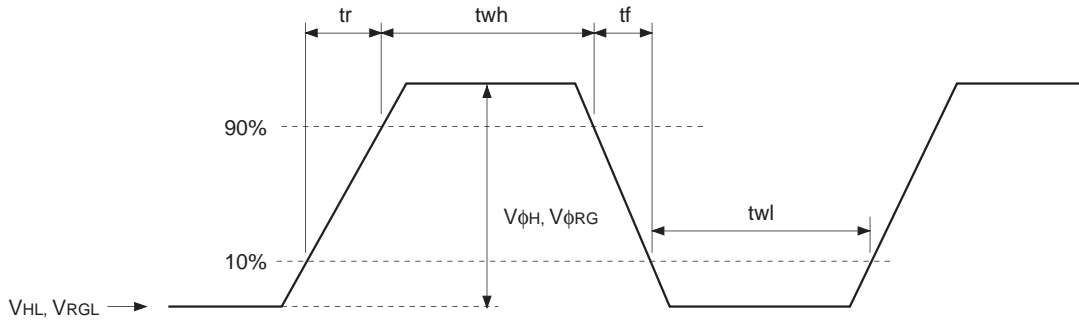 tr twh tf
90%
VϕH, VϕRG
twl
10%
VHL, VRGL